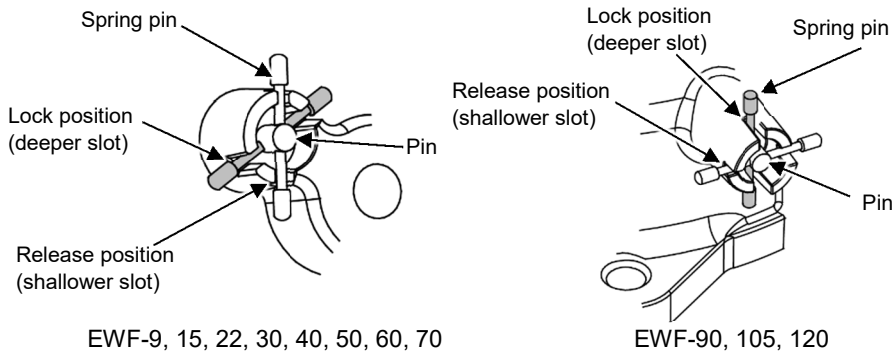 Spring pin
Lock position
(deeper slot)
Pin
Release position
(shallower slot)
EWF-9, 15, 22, 30, 40, 50, 60, 70
Lock position
(deeper slot)
Spring pin
Release position
(shallower slot)
Pin
EWF-90, 105, 120